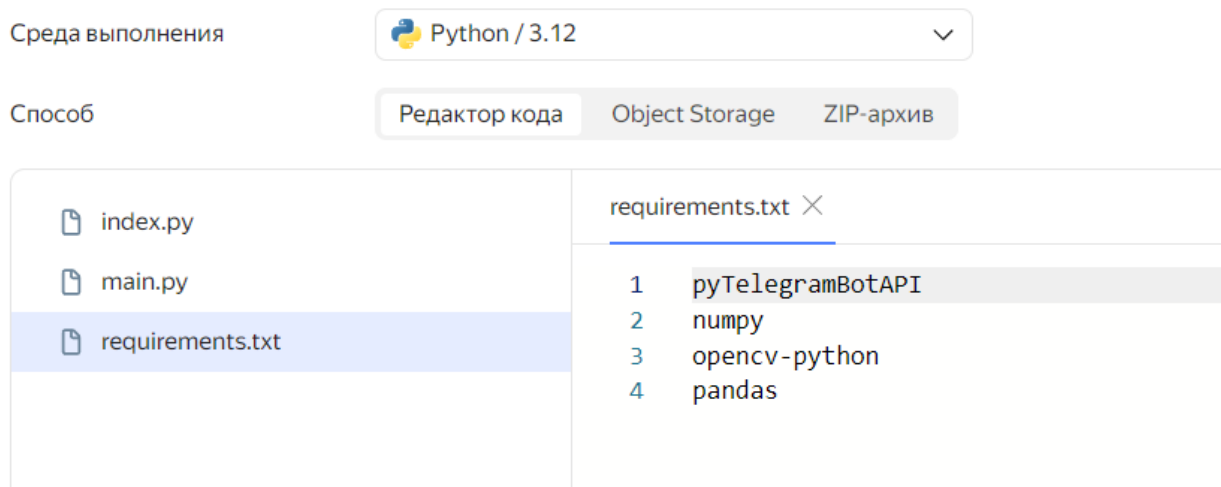 Среда выполнения
Python / 3.12
Способ
Редактор кода Object Storage ZIP-архив
index.py
main.py
requirements.txt
requirements.txt
1 pyTelegramBotAPI
2 numpy
3 opencv-python
4 pandas